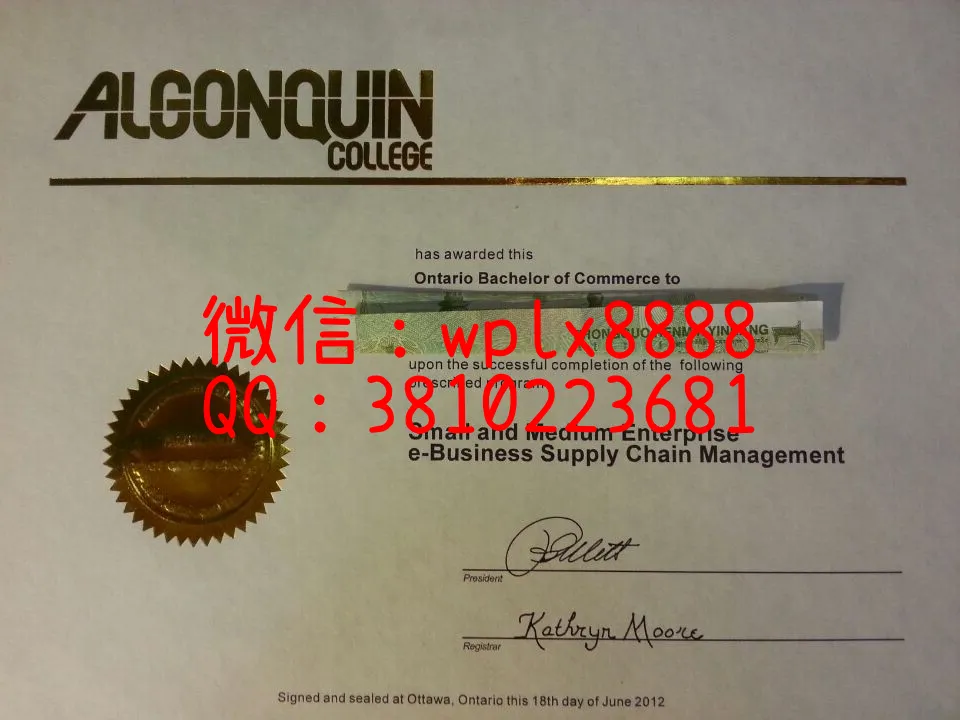 ALGONQUIN
COLLEGE
has awarded this
Ontario Bachelor of Commerce to
微信：wplx8888
upon the successful completion of the following
prescribed program
QQ：3810223681
Small and Medium Enterprise
e-Business Supply Chain Management
President
Kathryn Moore
Registrar
Signed and sealed at Ottawa, Ontario this 18th day of June 2012